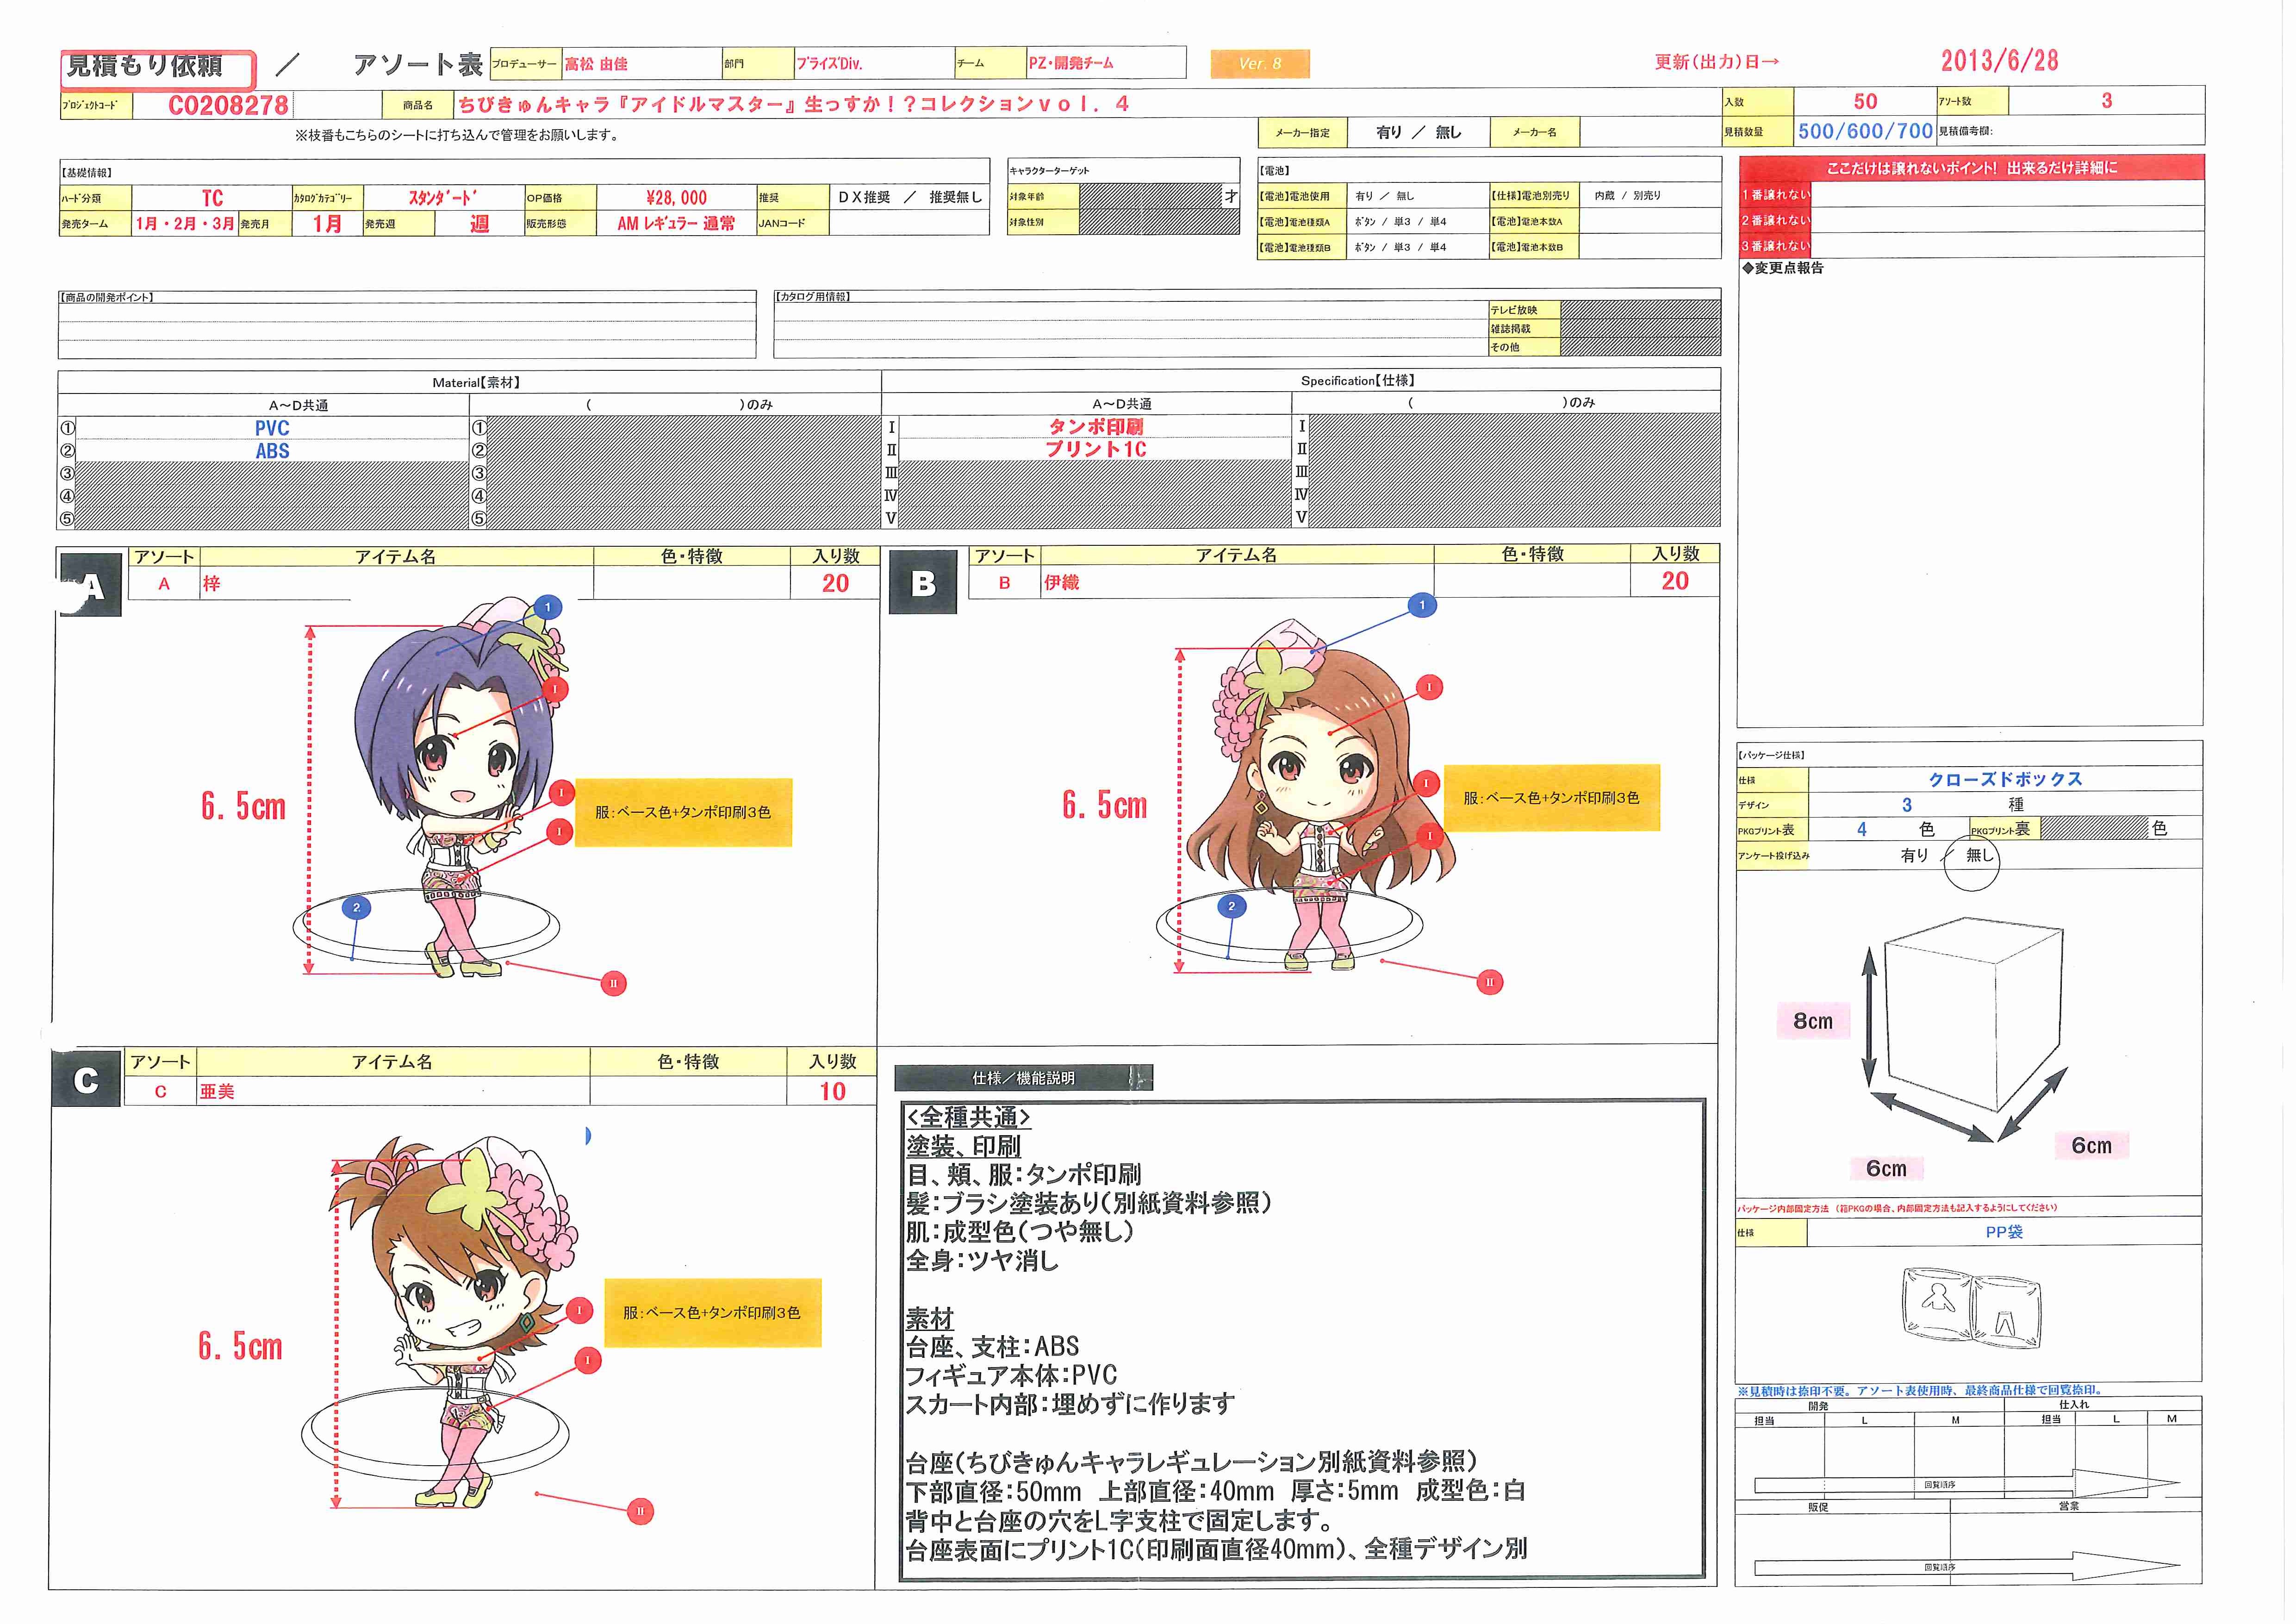 見積もり依頼 ／ アソート表 プロデューサー 高松 由佳 部門 プライズDiv. チーム PZ・開発チーム Ver. 8 更新(出力)日→ 2013/6/28
プロジェクトコード C0208278 商品名 ちびきゅんキャラ『アイドルマスター』生っすか!?コレクションvol. 4 入数 50 アソート数 3
※枝番もこちらのシートに打ち込んで管理をお願いします。 メーカー指定 有り ／ 無し メーカー名 見積数量 500/600/700 見積備考欄:
【基礎情報】 キャラクターターゲット 【電池】 ここだけは譲れないポイント! 出来るだけ詳細に
ハード分類 TC カタログカテゴリー スタンダード OP価格 ¥28,000 推奨 DX推奨 ／ 推奨無し 対象年齢 才 【電池】電池使用 有り ／ 無し 【仕様】電池別売り 内蔵 / 別売り 1番譲れない
発売ターム 1月・2月・3月 発売月 1月 発売週 週 販売形態 AM レギュラー 通常 JANコード 対象性別 【電池】電池種類A ボタン / 単3 / 単4 【電池】電池本数A 2番譲れない
【電池】電池種類B ボタン / 単3 / 単4 【電池】電池本数B 3番譲れない
◆変更点報告
【商品の開発ポイント】 【カタログ用情報】
テレビ放映
雑誌掲載
その他
Material【素材】 Specification【仕様】
A～D共通 ( )のみ A～D共通 ( )のみ
① PVC ① Ⅰ タンポ印刷 Ⅰ
② ABS ② Ⅱ プリント1C Ⅱ
③ ③ Ⅲ Ⅲ
④ ④ Ⅳ Ⅳ
⑤ ⑤ Ⅴ Ⅴ
A アソート アイテム名 色・特徴 入り数
A 梓 20
1
I
6. 5cm
I
I
服:ベース色+タンポ印刷3色
2
II
B アソート アイテム名 色・特徴 入り数
B 伊織 20
1
I
6. 5cm
I
I
服:ベース色+タンポ印刷3色
2
II
C アソート アイテム名 色・特徴 入り数
C 亜美 10
6. 5cm
I
I
服:ベース色+タンポ印刷3色
II
仕様／機能説明
<全種共通>
塗装、印刷
目、頬、服:タンポ印刷
髪:ブラシ塗装あり(別紙資料参照)
肌:成型色(つや無し)
全身:ツヤ消し
素材
台座、支柱:ABS
フィギュア本体:PVC
スカート内部:埋めずに作ります
台座(ちびきゅんキャラレギュレーション別紙資料参照)
下部直径:50mm 上部直径:40mm 厚さ:5mm 成型色:白
背中と台座の穴をL字支柱で固定します。
台座表面にプリント1C(印刷面直径40mm)、全種デザイン別
【パッケージ仕様】
仕様 クローズドボックス
デザイン 3 種
PKGプリント表 4 色 PKGプリント裏 色
アンケート投げ込み 有り ／ 無し
8cm
6cm
6cm
パッケージ内部固定方法 (箱PKGの場合、内部固定方法も記入するようにしてください)
仕様 PP袋
※見積時は捺印不要。アソート表使用時、最終商品仕様で回覧捺印。
開発 仕入れ
担当 L M 担当 L M
回覧順序
販促 営業
回覧順序